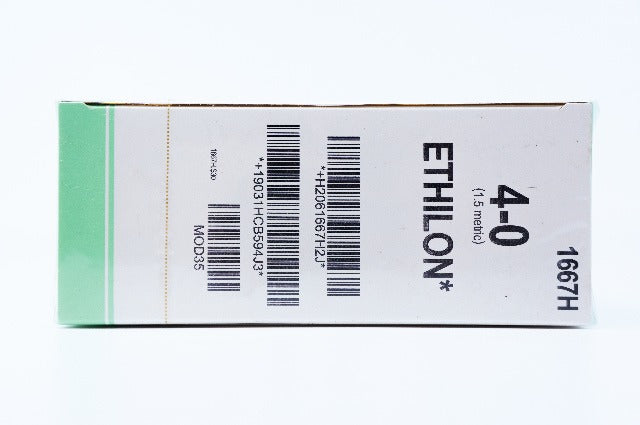 1667H
4-0
(1.5 metric)
ETHILON*
*+H2061667H2J*
*+19031HCB594J3*
MOD35